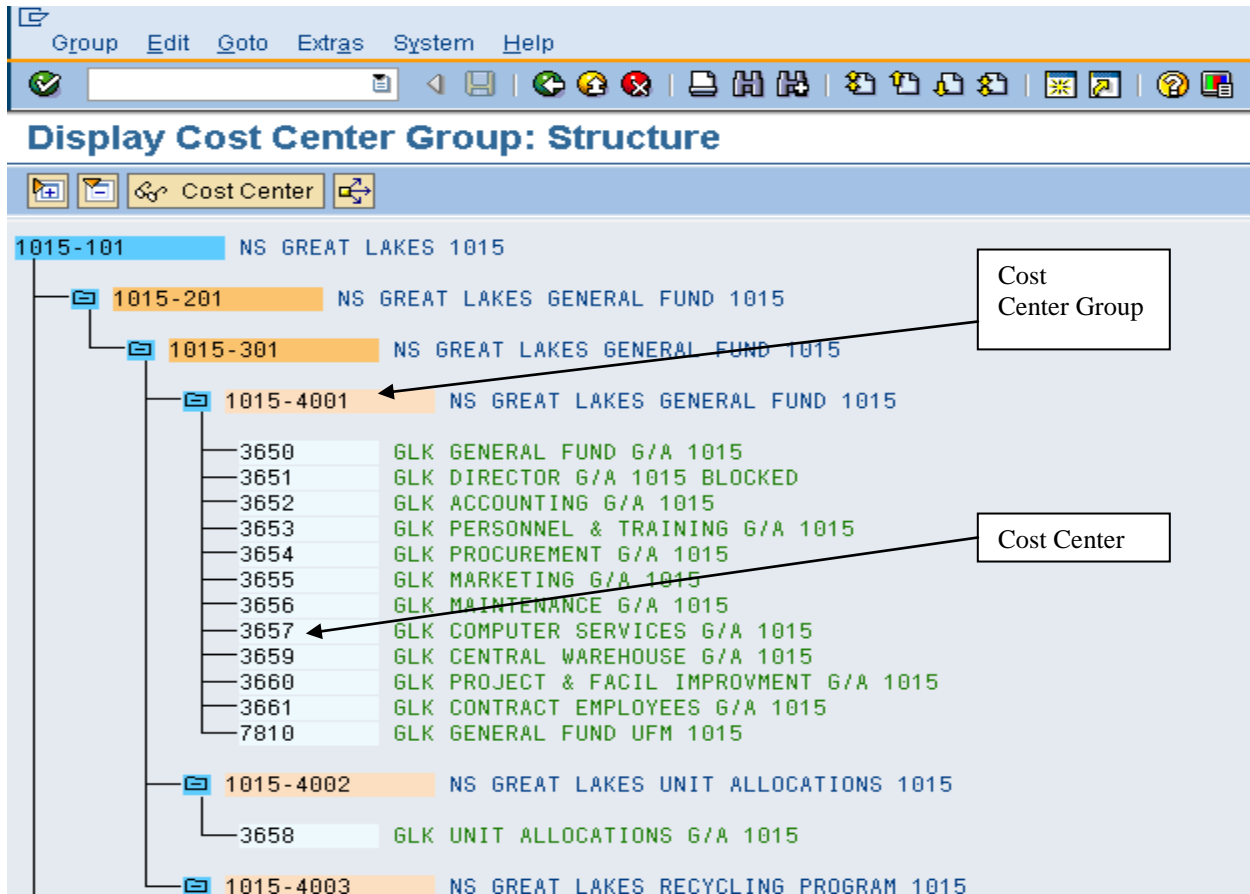 Group Edit Goto Extras System Help
Display Cost Center Group: Structure
Cost Center
1015-101 NS GREAT LAKES 1015
Cost
Center Group
1015-201 NS GREAT LAKES GENERAL FUND 1015
1015-301 NS GREAT LAKES GENERAL FUND 1015
1015-4001 NS GREAT LAKES GENERAL FUND 1015
3650 GLK GENERAL FUND G/A 1015
3651 GLK DIRECTOR G/A 1015 BLOCKED
3652 GLK ACCOUNTING G/A 1015
3653 GLK PERSONNEL & TRAINING G/A 1015
Cost Center
3654 GLK PROCUREMENT G/A 1015
3655 GLK MARKETING G/A 1015
3656 GLK MAINTENANCE G/A 1015
3657 GLK COMPUTER SERVICES G/A 1015
3659 GLK CENTRAL WAREHOUSE G/A 1015
3660 GLK PROJECT & FACIL IMPROVMENT G/A 1015
3661 GLK CONTRACT EMPLOYEES G/A 1015
7810 GLK GENERAL FUND UFM 1015
1015-4002 NS GREAT LAKES UNIT ALLOCATIONS 1015
3658 GLK UNIT ALLOCATIONS G/A 1015
1015-4003 NS GREAT LAKES RECYCLING PROGRAM 1015